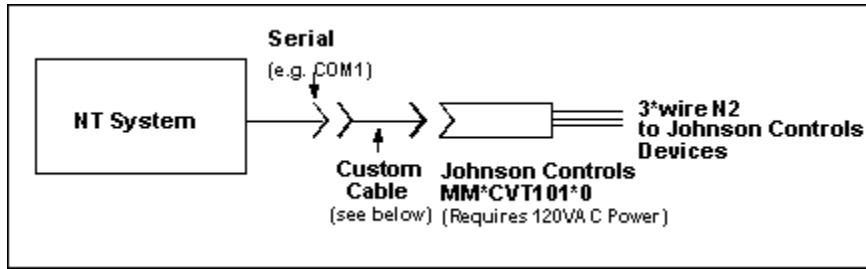 Serial
(e.g. COM1)
NT System
3*wire N2
to Johnson Controls
Devices
Custom
Cable
(see below)
Johnson Controls
MM*CVT101*0
(Requires 120VAC Power)